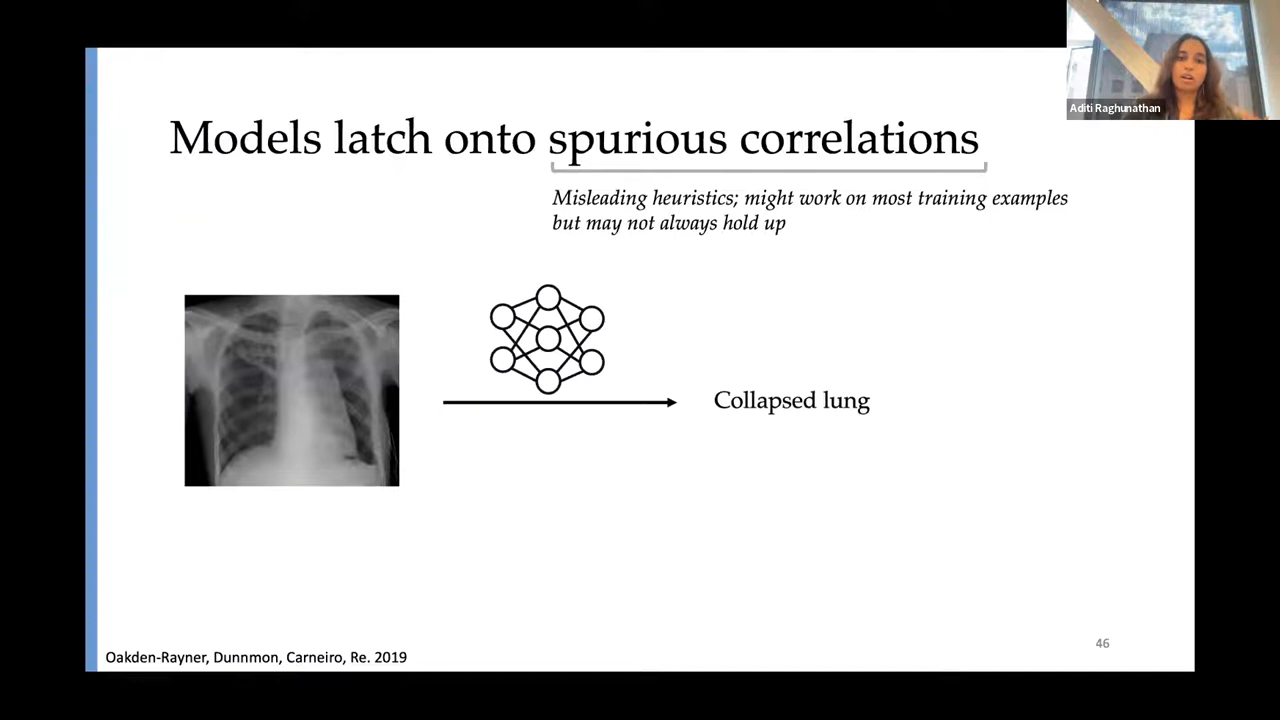 Aditi Raghunathan
Models latch onto spurious correlations
Misleading heuristics; might work on most training examples
but may not always hold up
Collapsed lung
46
Oakden-Rayner, Dunnmon, Carneiro, Re. 2019